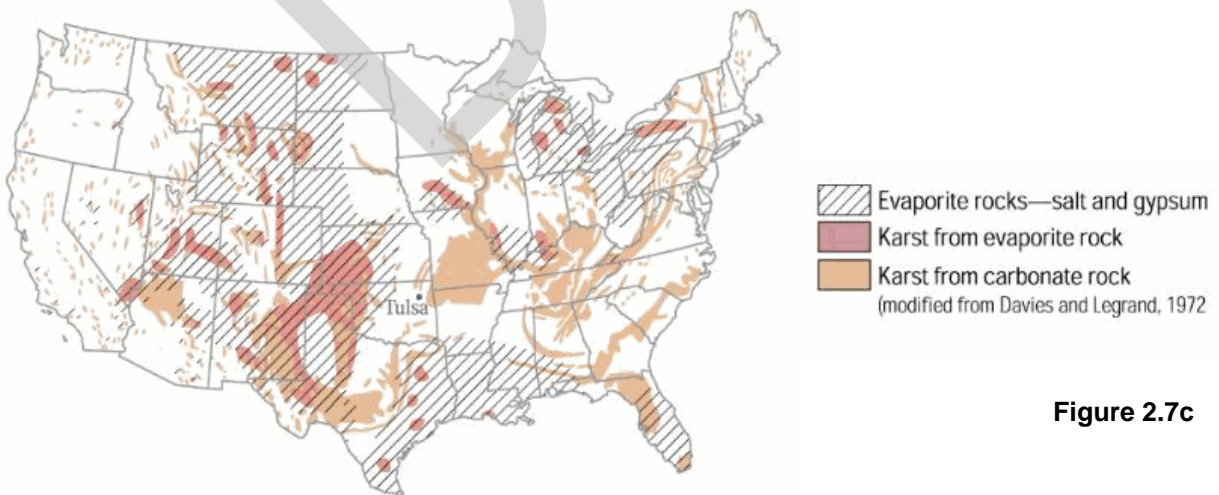 Tulsa
Evaporite rocks—salt and gypsum
Karst from evaporite rock
Karst from carbonate rock
(modified from Davies and Legrand, 1972
Figure 2.7c